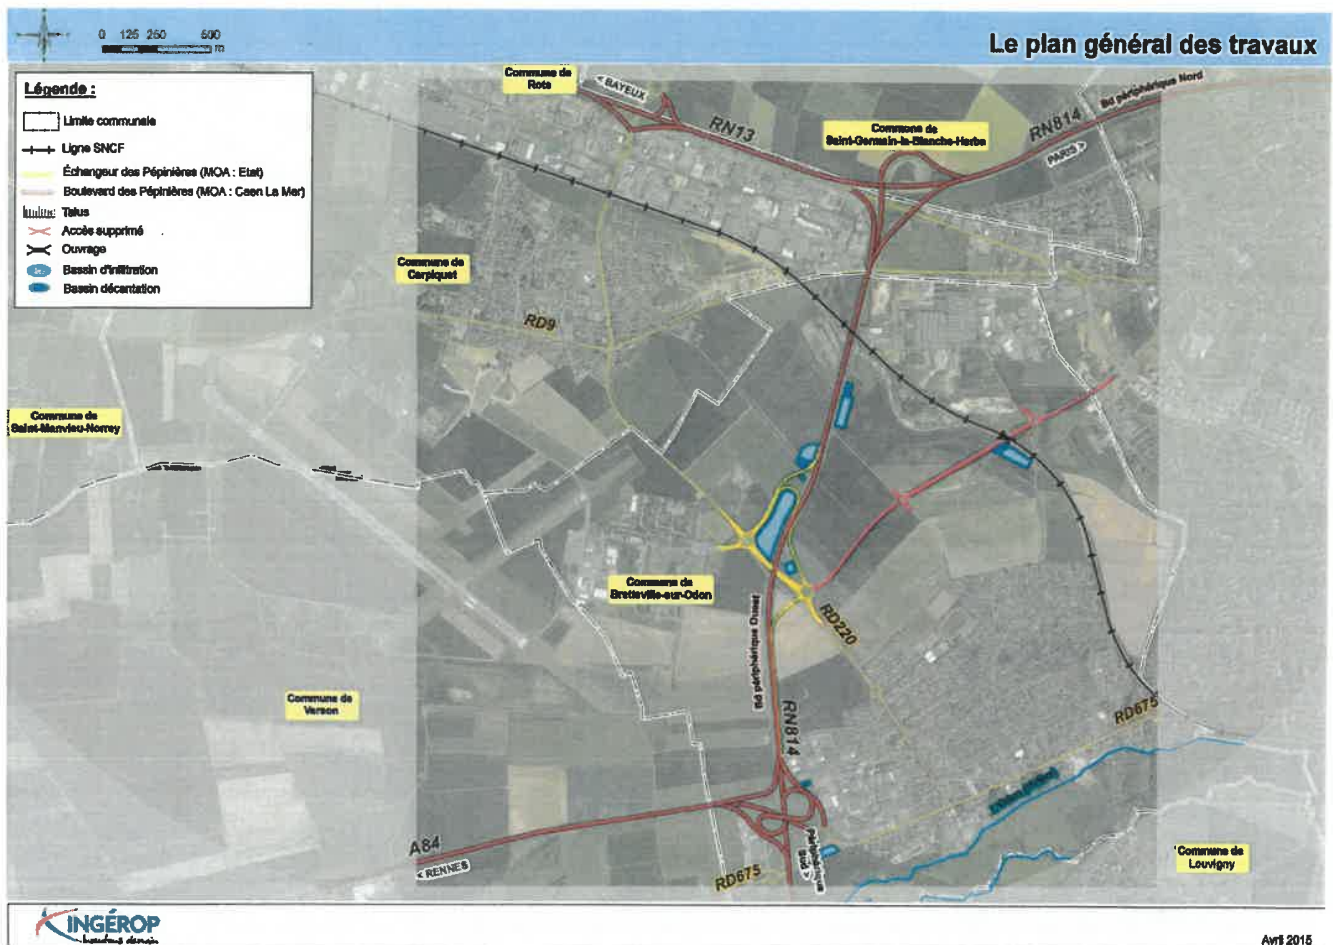 0 125 250 500
m
Le plan général des travaux
Légende :
Limite communale
Ligne SNCF
Échangeur des Pépinières (MOA : Etat)
Boulevard des Pépinières (MOA : Caen La Mer)
Talus
Accès supprimé
Ouvrage
Bassin d'infiltration
Bassin décantation
Commune de
Rots
< BAYEUX
RN13
Commune de
Saint-Germain-la-Blanche-Herbe
RN814
Bd périphérique Nord
PARIS >
Commune de
Carpiquet
RD9
Commune de
Saint-Manvieu-Norrey
Commune de
Bretteville-sur-Odon
RD220
Bd périphérique Ouest
Commune de
Verson
RN814
RD675
A84
< RENNES
RD675
Périphérique
sud >
Commune de
Louvigny
INGÉROP
Inventons demain
Avril 2015